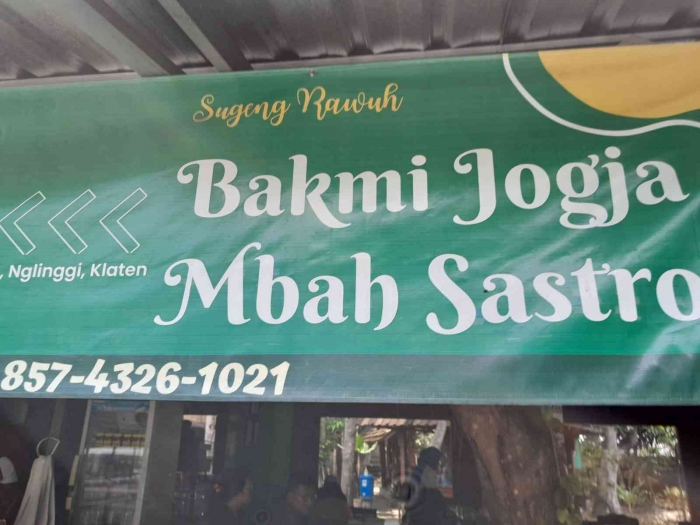 Sugeng Rawuh
Bakmi Jogja
Mbah Sastro
, Nglinggi, Klaten
857-4326-1021